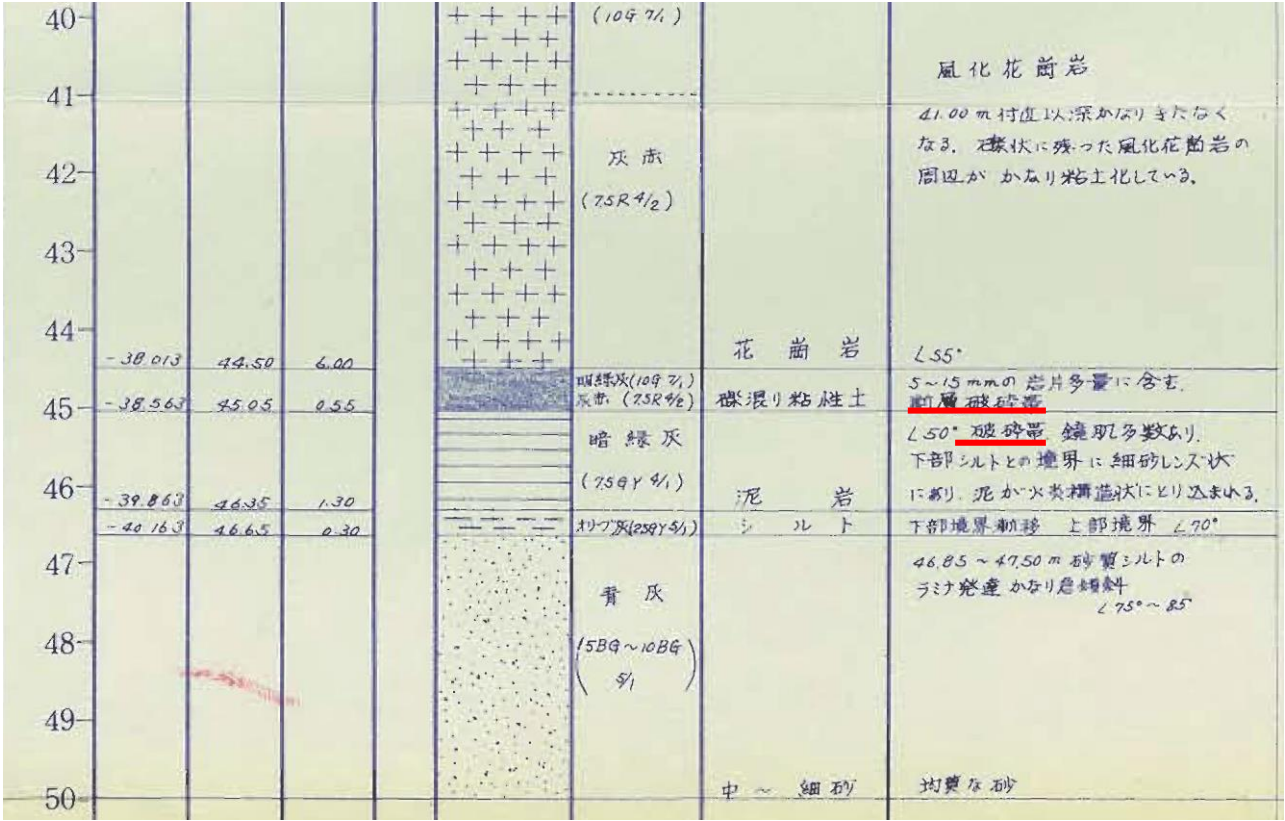 40
(10G 7/1)
風化花崗岩
41
41.00m付近以深かなりきたなく
なる。礫状に残った風化花崗岩の
周辺が かなり粘土化している。
灰赤
42
(7.5R 4/2)
43
44
花崗岩
∠55°
-38.013 44.50 6.00
明緑灰(10G 7/1)
5~15mmの岩片多量に含む.
45
-38.563 45.05 0.55
灰赤 (7.5R 4/2)
礫混り粘性土
断層破砕帯
暗緑灰
∠50° 破砕帯 鏡肌多数あり.
下部シルトとの境界に細砂レンズ状
46
(7.5GY 4/1)
-39.863 46.35 1.30
泥岩
にあり. 泥が火炎構造状にとり込まれる.
-40.163 46.65 0.30
オリーブ灰(2.5GY 5/1)
シルト
下部境界漸移 上部境界 ∠70°
47
46.85~47.50m 砂質シルトの
ラミナ発達 かなり急傾斜
∠75°~85°
青灰
48
(5BG~10BG
5/1)
49
50
中~細砂
均質な砂